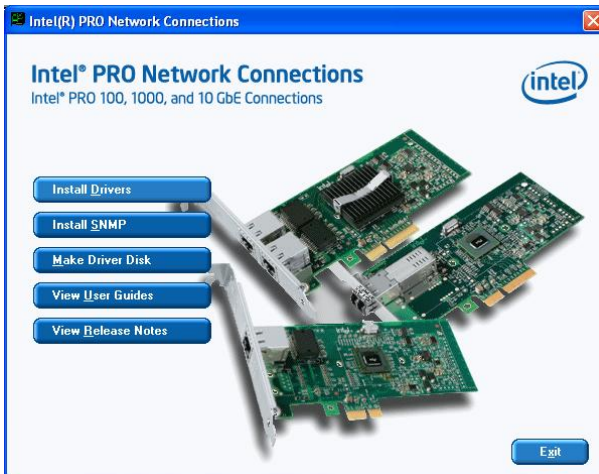 Intel(R) PRO Network Connections
Intel® PRO Network Connections
Intel® PRO 100, 1000, and 10 GbE Connections
intel
Install Drivers
Install SNMP
Make Driver Disk
View User Guides
View Release Notes
Exit